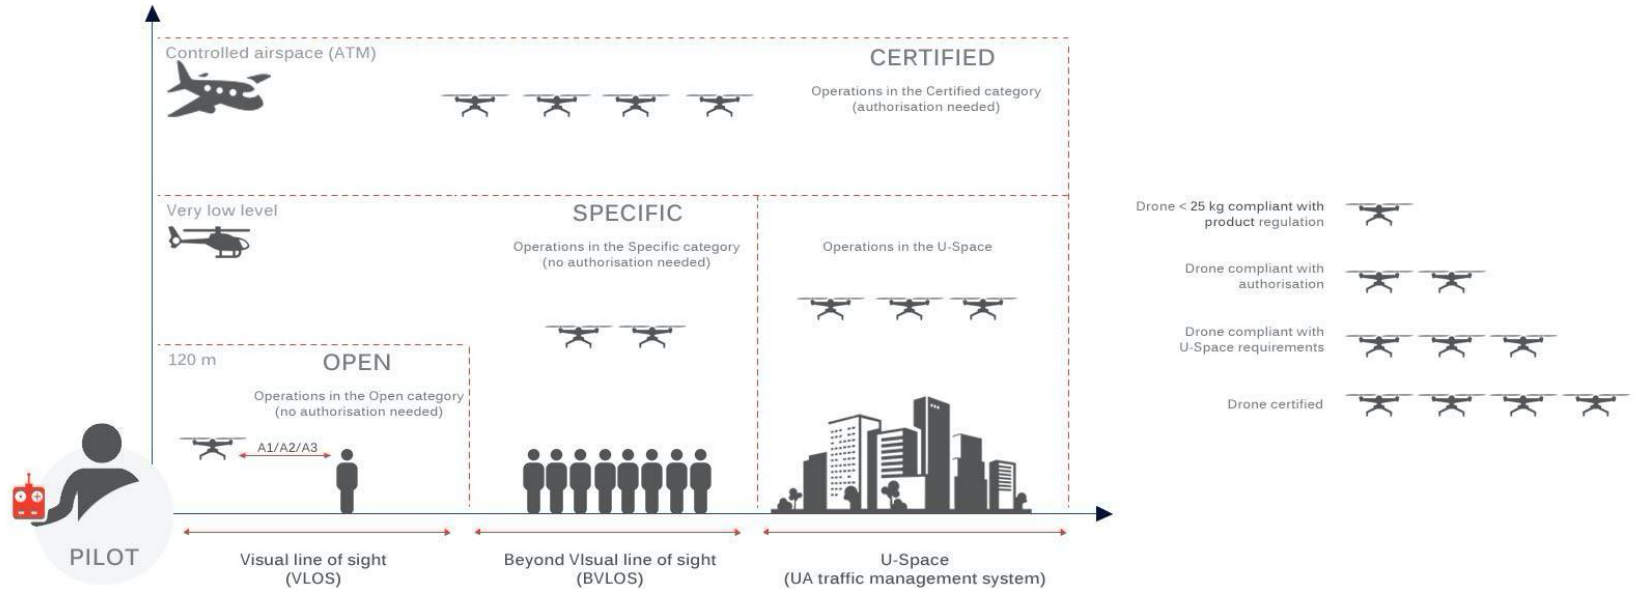 Controlled airspace (ATM)
CERTIFIED
Operations in the Certified category
(authorisation needed)
Very low level
SPECIFIC
Operations in the Specific category
(no authorisation needed)
Operations in the U-Space
120 m
OPEN
Operations in the Open category
(no authorisation needed)
A1/A2/A3
PILOT
Visual line of sight
(VLOS)
Beyond VIsual line of sight
(BVLOS)
U-Space
(UA traffic management system)
Drone < 25 kg compliant with
product regulation
Drone compliant with
authorisation
Drone compliant with
U-Space requirements
Drone certified